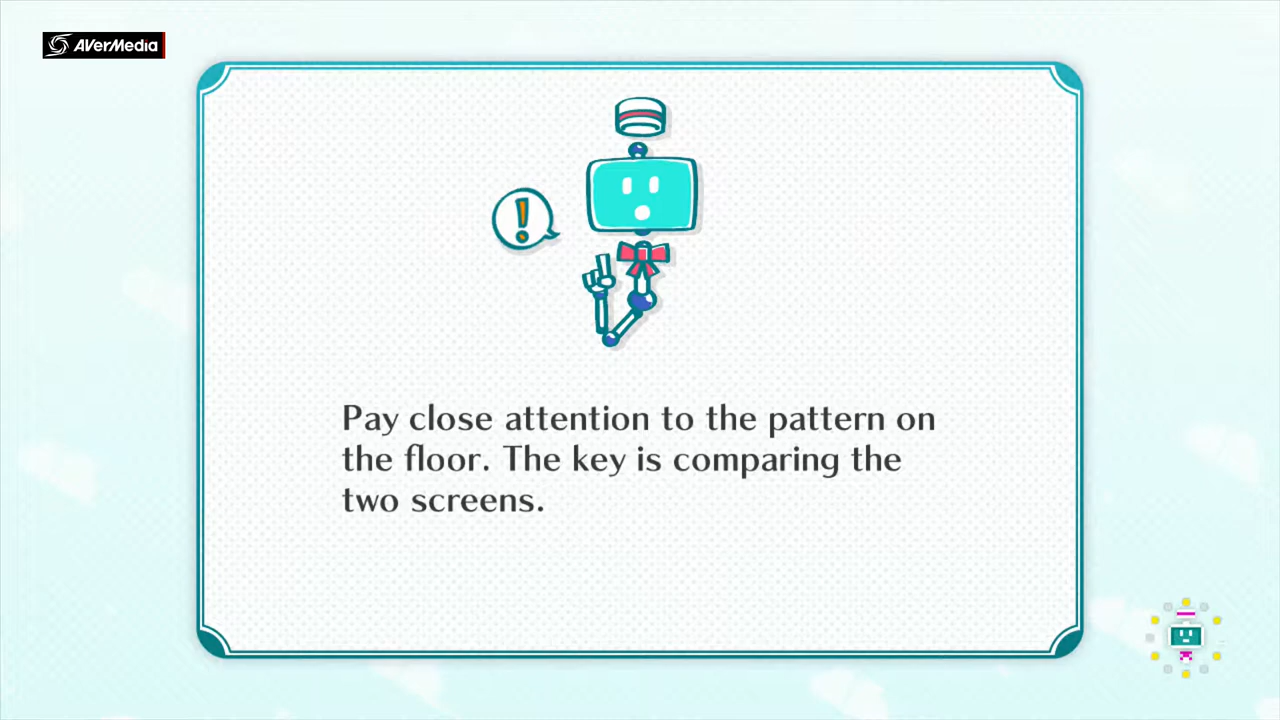 AVerMedia
Pay close attention to the pattern on
the floor. The key is comparing the
two screens.